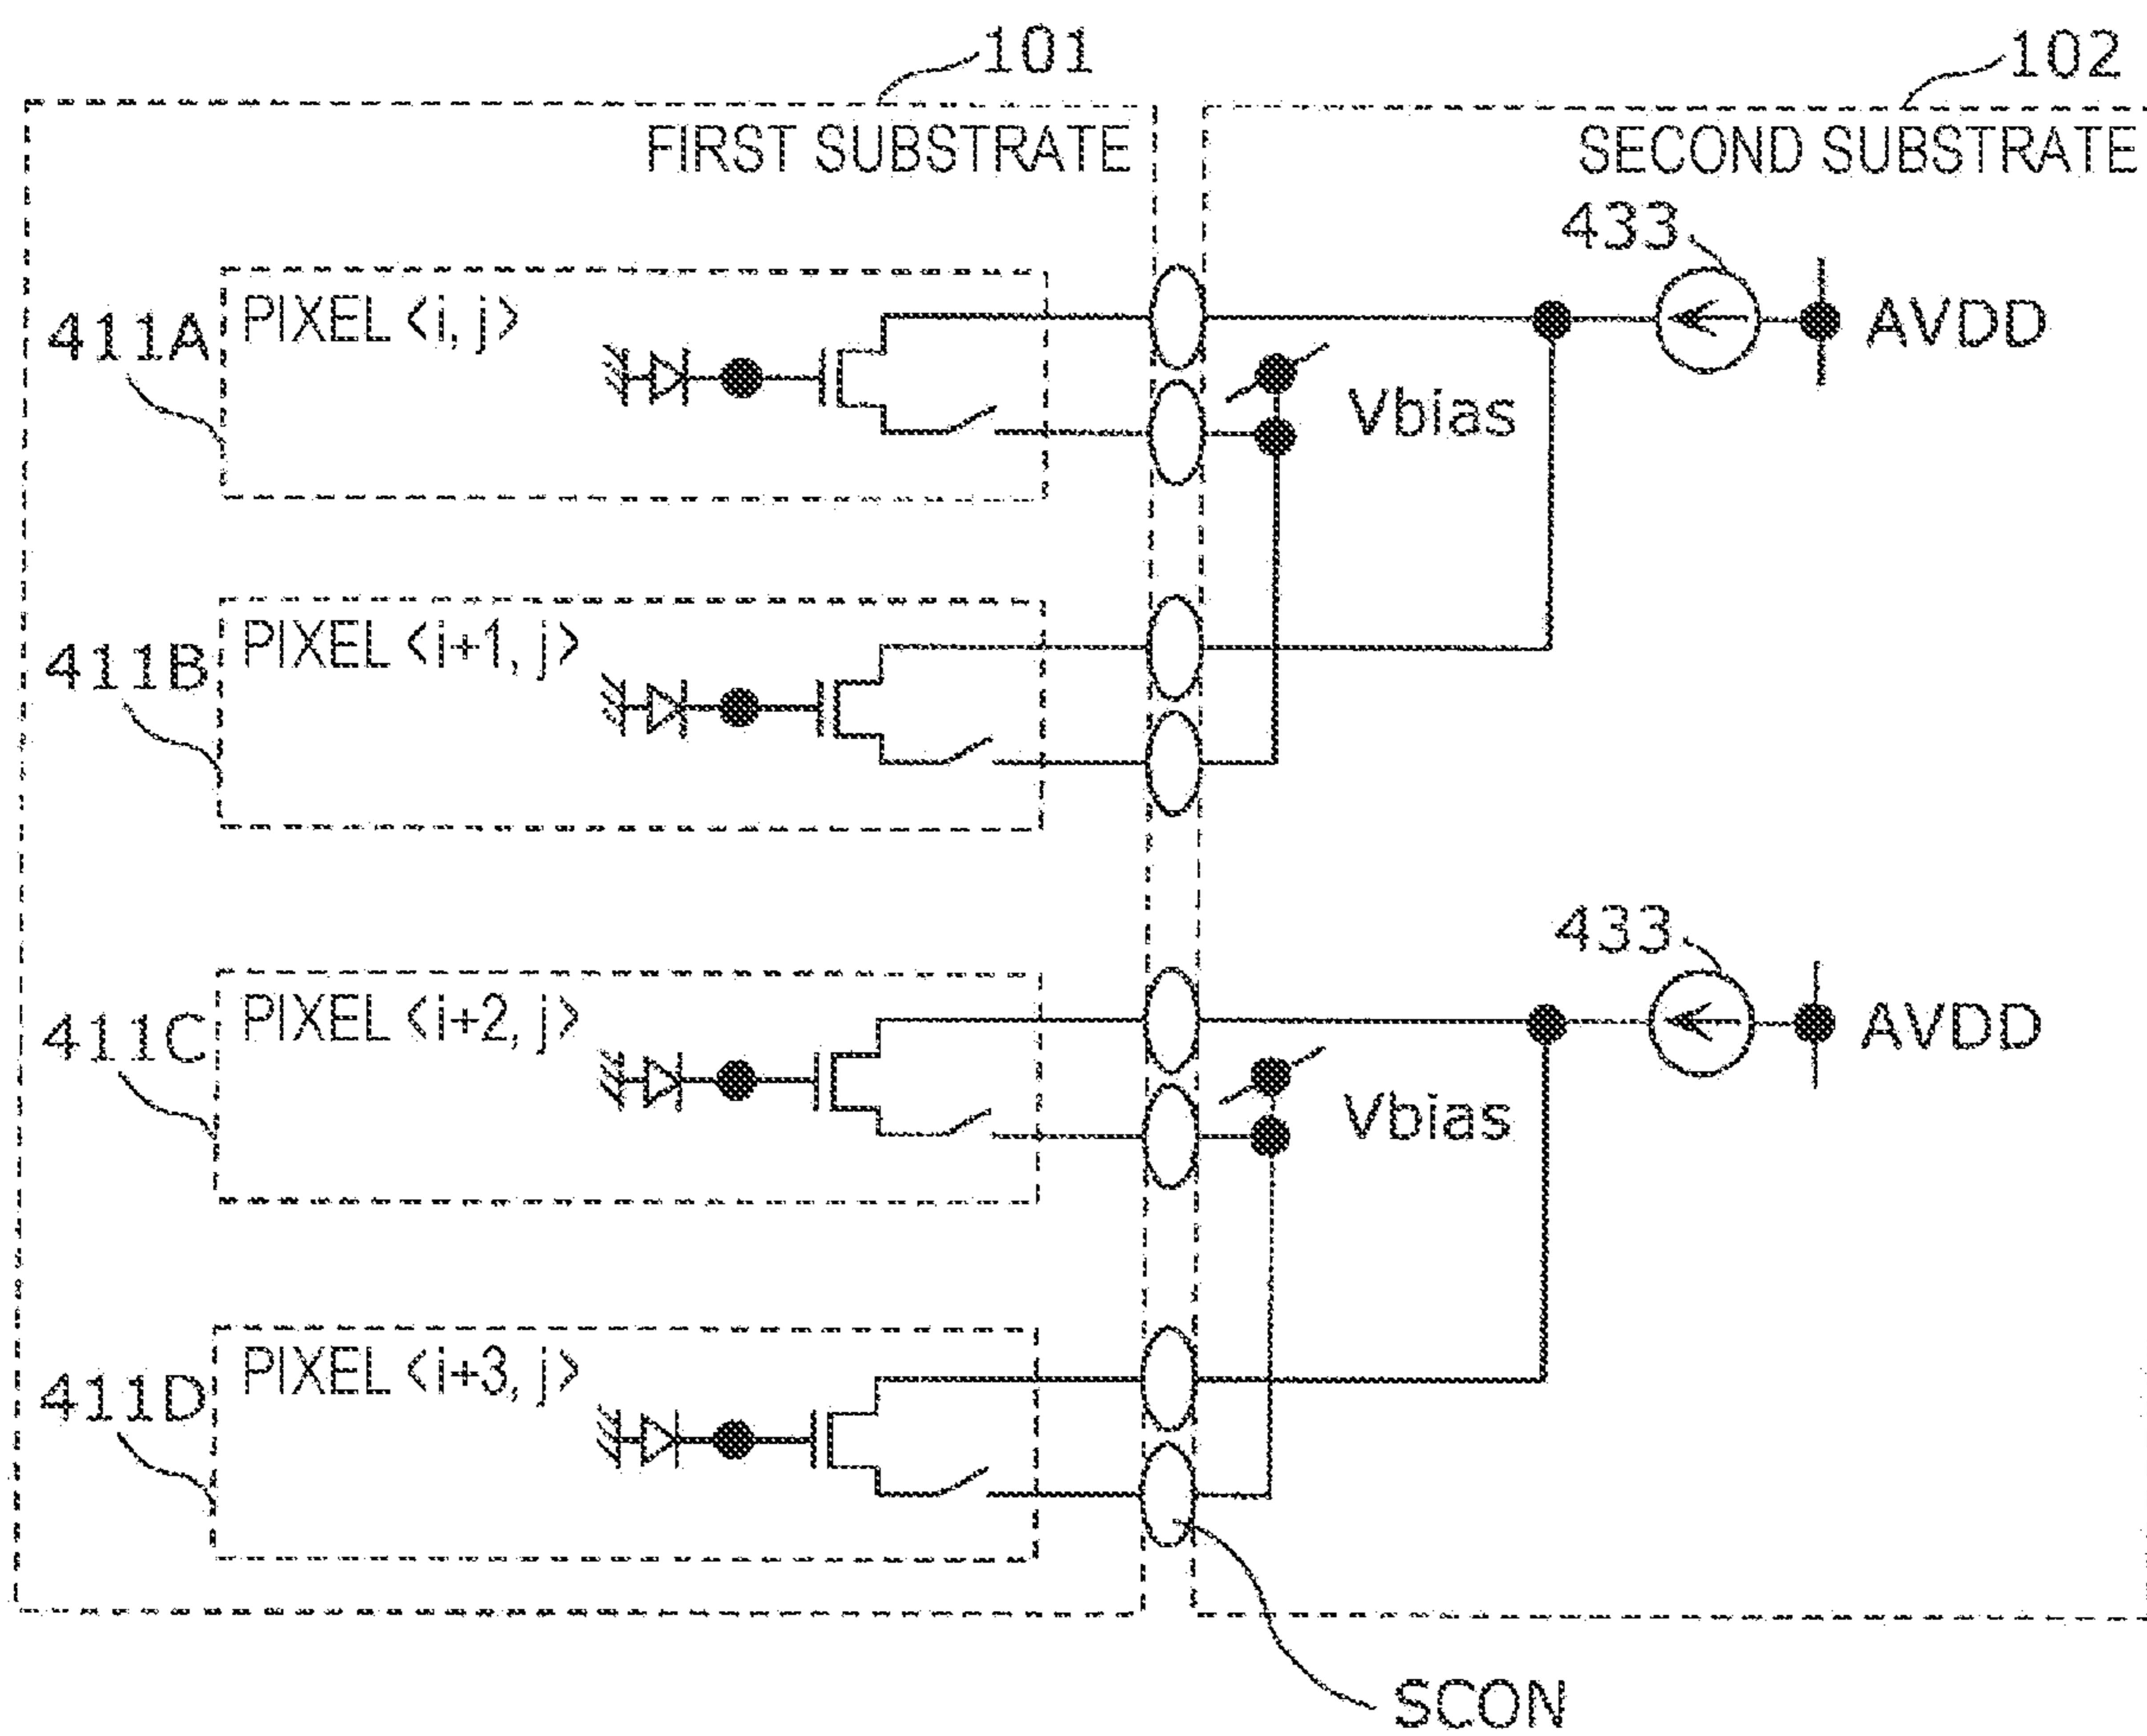 101
102
FIRST SUBSTRATE
SECOND SUBSTRATE
433
411A
PIXEL <i, j>
AVDD
Vbias
411B
PIXEL <i+1, j>
433
411C
PIXEL <i+2, j>
AVDD
Vbias
411D
PIXEL <i+3, j>
SCON